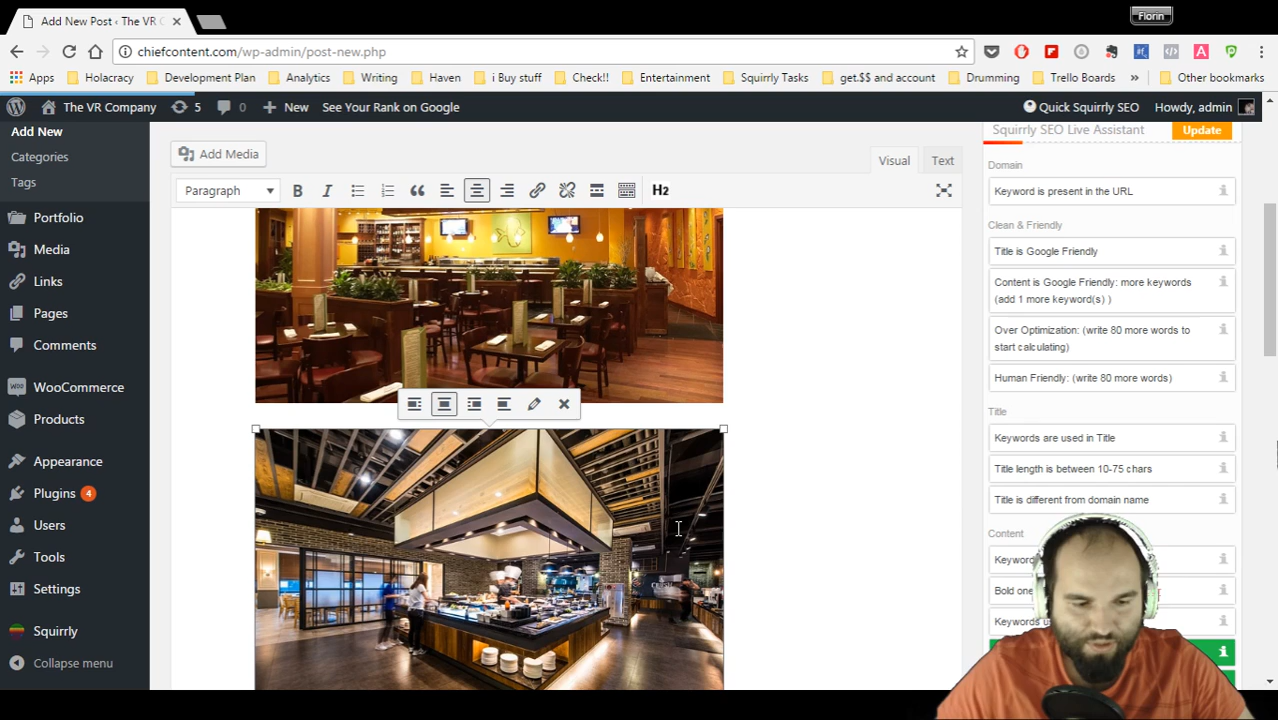 Florin
Add New Post ‹ The VR C
chiefcontent.com/wp-admin/post-new.php
Apps Holacracy Development Plan Analytics Writing Haven i Buy stuff Check!! Entertainment Squirrly Tasks get.$$ and account Drumming Trello Boards » Other bookmarks
The VR Company 5 0 New See Your Rank on Google Quick Squirrly SEO Howdy, admin
Add New
Categories
Tags
Portfolio
Media
Links
Pages
Comments
WooCommerce
Products
Appearance
Plugins 4
Users
Tools
Settings
Squirrly
Collapse menu
Add Media
Visual Text
Paragraph B I H2
Squirrly SEO Live Assistant Update
Domain
Keyword is present in the URL
Clean & Friendly
Title is Google Friendly
Content is Google Friendly: more keywords
(add 1 more keyword(s) )
Over Optimization: (write 80 more words to
start calculating)
Human Friendly: (write 80 more words)
Title
Keywords are used in Title
Title length is between 10-75 chars
Title is different from domain name
Content
Keyword
Bold one
Keywords